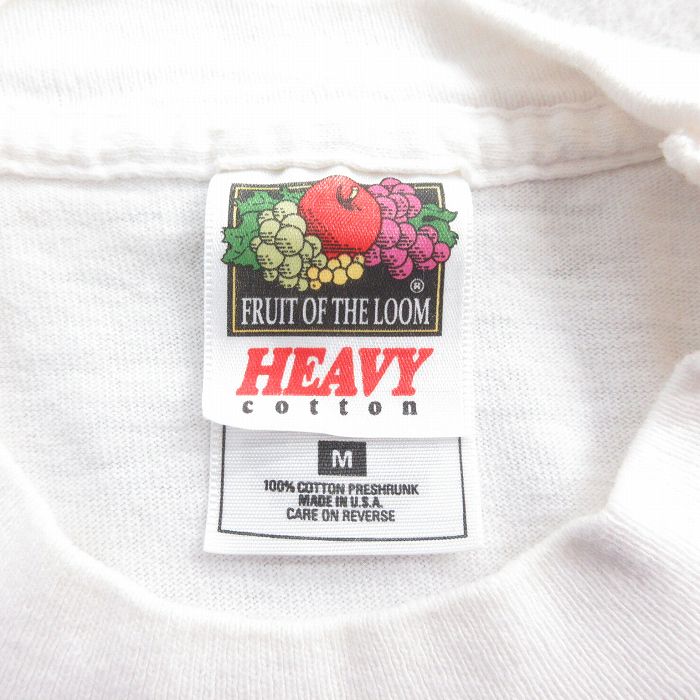 ®
FRUIT OF THE LOOM
HEAVY
cotton
M
100% COTTON PRESHRUNK
MADE IN U.S.A.
CARE ON REVERSE